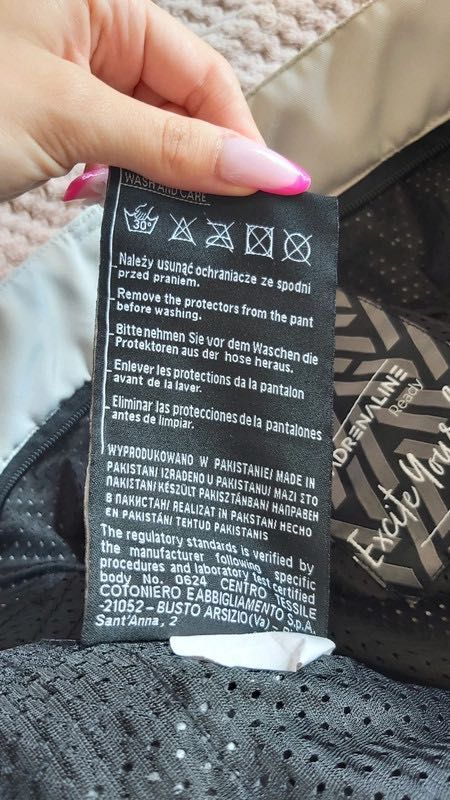 WASH AND CARE
30°
Należy usunąć ochraniacze ze spodni
przed praniem.
Remove the protectors from the pant
before washing.
Bitte nehmen Sie vor dem Waschen die
Protektoren aus der hose heraus.
Enlever les protections da la pantalon
avant de la laver.
Eliminar las protecciones de la pantalones
antes de limpiar.
WYPRODUKOWANO W PAKISTANIE/ MADE IN
PAKISTAN/ IZRAĐENO U PAKISTANU/ ΜΑΖΙ ΣΤΟ
ΠΑΚΙΣΤΑΝ/ KÉSZÜLT PAKISZTÁNBAN/ НАПРАВЕН
В ПАКИСТАН/ REALIZAT IN PAKSTAN/ HECHO
EN PAKISTÁN/ TEHTUD PAKISTANIS
The regulatory standards is verified by
the manufacturer following specific
procedures and laboratory test certified
body No. 0624 CENTRO TESSILE
COTONIERO E ABBIGLIAMENTO S.p.A.
-21052 - BUSTO ARSIZIO(Va)
Sant'Anna, 2
ADRENALINE
Ready
Excite Your